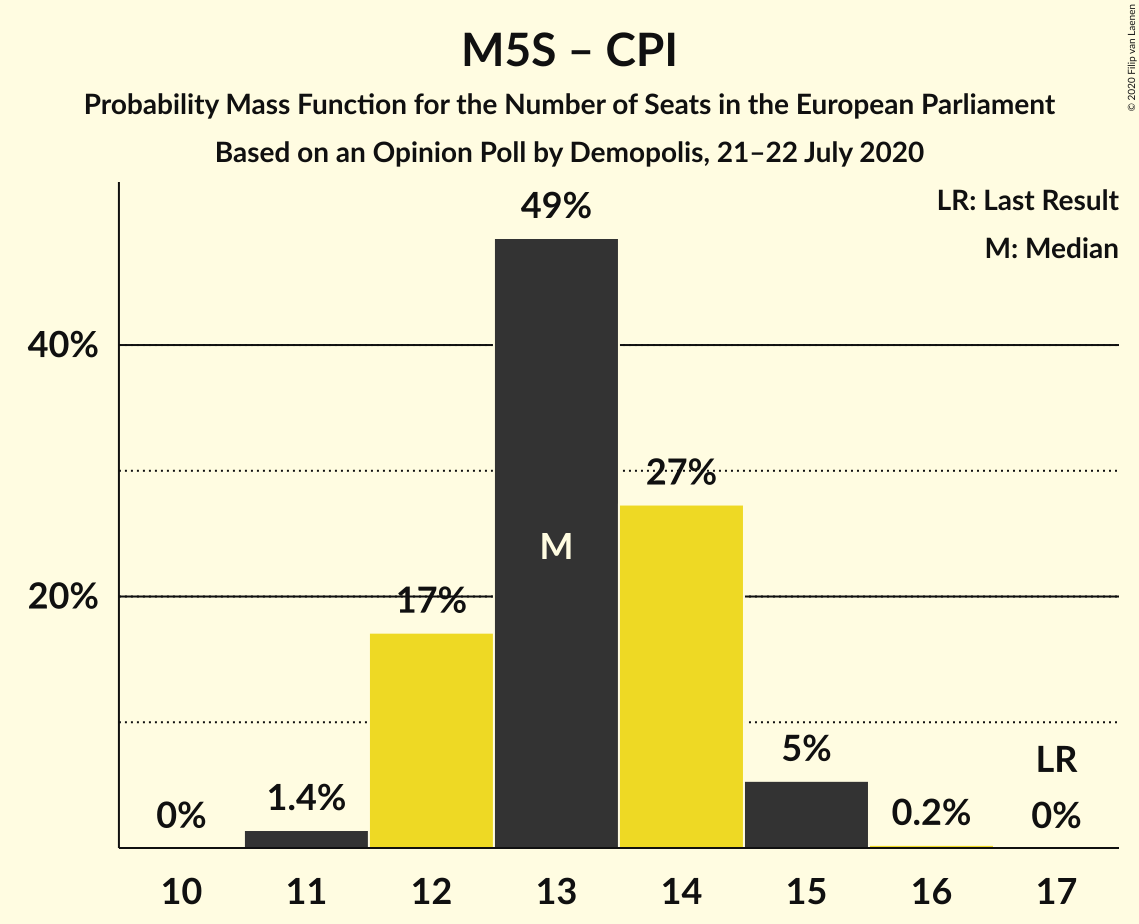 M5S – CPI
Probability Mass Function for the Number of Seats in the European Parliament
Based on an Opinion Poll by Demopolis, 21–22 July 2020
© 2020 Filip van Laenen
LR: Last Result
M: Median
49%
40%
27%
M
20%
17%
5%
LR
1.4%
0%
0.2%
0%
10 11 12 13 14 15 16 17